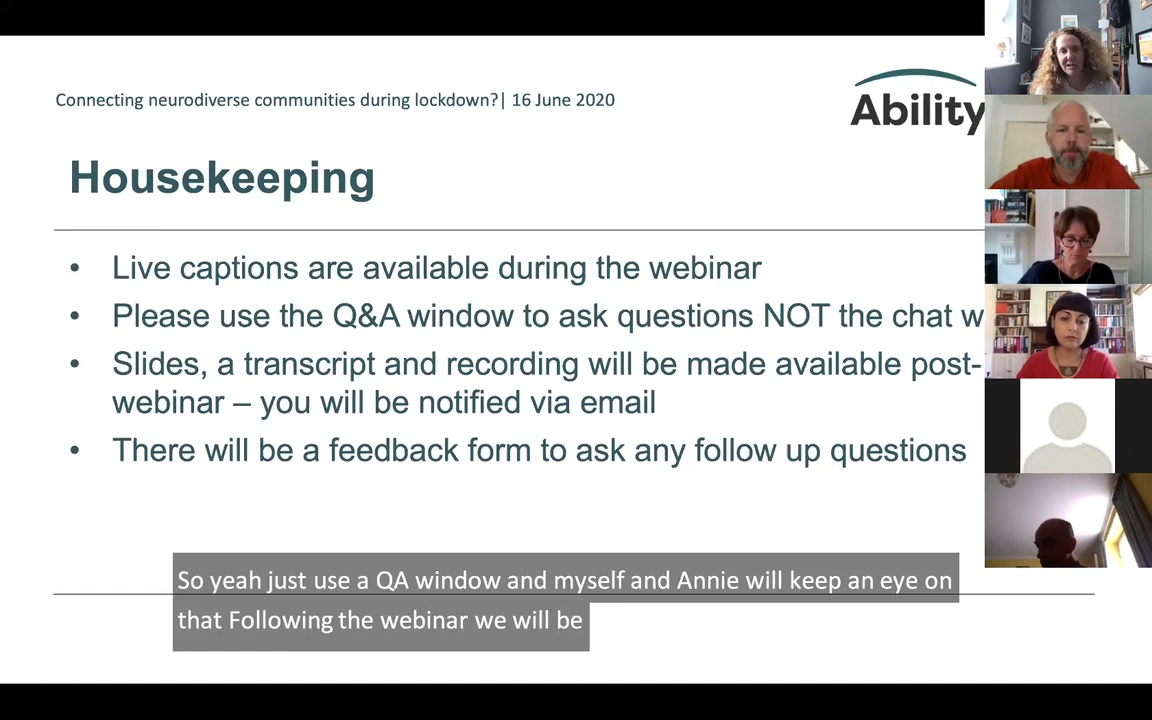 Connecting neurodiverse communities during lockdown?| 16 June 2020
Ability
Housekeeping
• Live captions are available during the webinar
• Please use the Q&A window to ask questions NOT the chat w
• Slides, a transcript and recording will be made available post-
webinar – you will be notified via email
• There will be a feedback form to ask any follow up questions
So yeah just use a QA window and myself and Annie will keep an eye on
that Following the webinar we will be